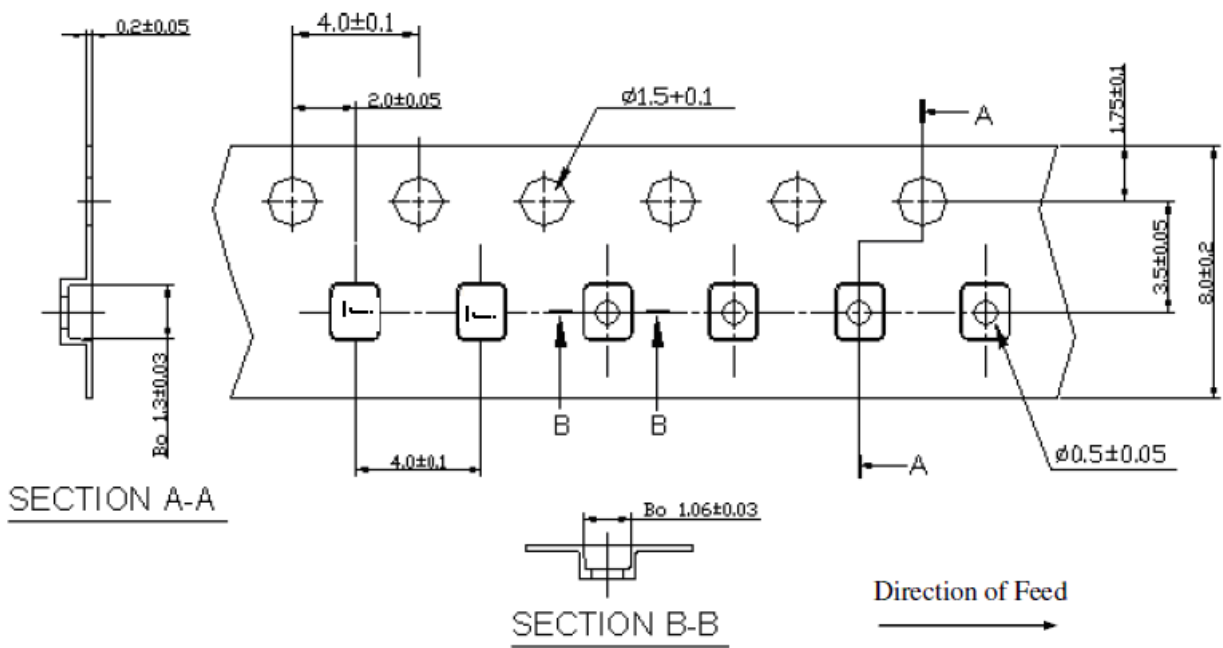 0.2±0.05
4.0±0.1
2.0±0.05
ϕ1.5+0.1
A
1.75±0.1
3.5±0.05
8.0±0.2
Bo 1.3±0.03
B
B
4.0±0.1
A
ϕ0.5±0.05
SECTION A-A
Bo 1.06±0.03
SECTION B-B
Direction of Feed